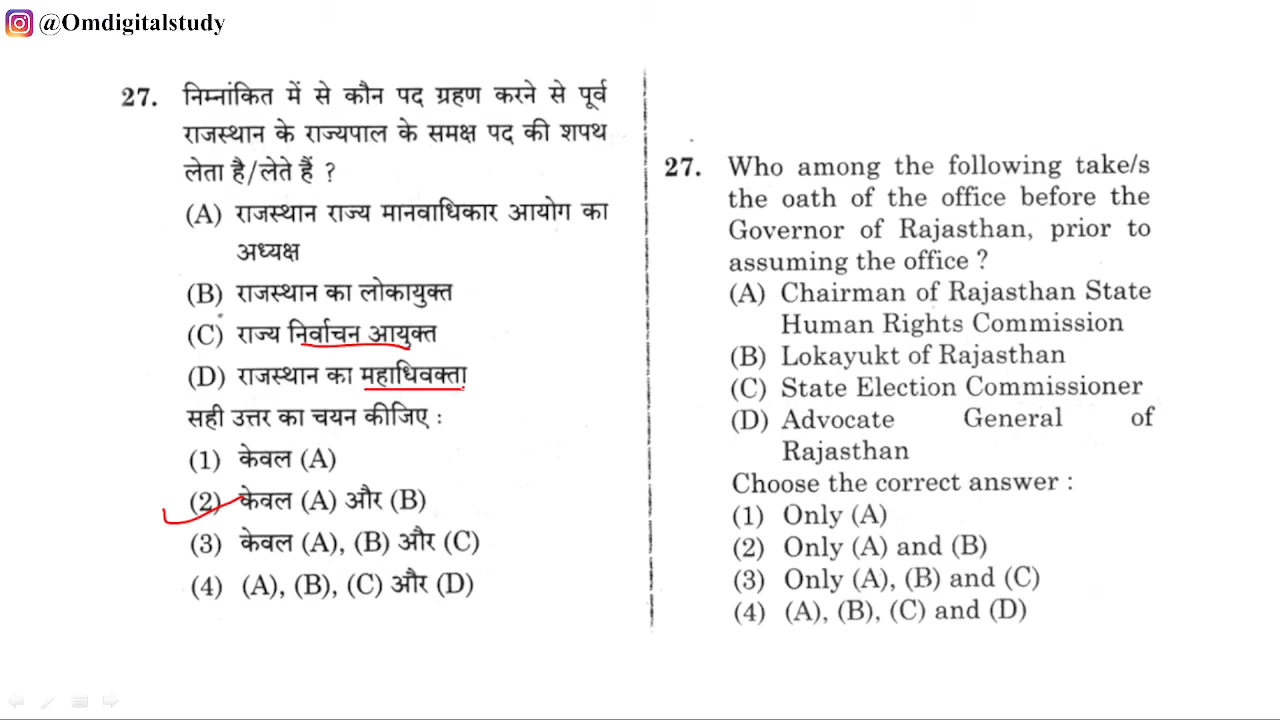 @Omdigitalstudy
27. निम्नांकित में से कौन पद ग्रहण करने से पूर्व
राजस्थान के राज्यपाल के समक्ष पद की शपथ
लेता है/लेते हैं ?
(A) राजस्थान राज्य मानवाधिकार आयोग का
अध्यक्ष
(B) राजस्थान का लोकायुक्त
(C) राज्य निर्वाचन आयुक्त
(D) राजस्थान का महाधिवक्ता
सही उत्तर का चयन कीजिए :
(1) केवल (A)
(2) केवल (A) और (B)
(3) केवल (A), (B) और (C)
(4) (A), (B), (C) और (D)
27. Who among the following take/s
the oath of the office before the
Governor of Rajasthan, prior to
assuming the office ?
(A) Chairman of Rajasthan State
Human Rights Commission
(B) Lokayukt of Rajasthan
(C) State Election Commissioner
(D) Advocate General of
Rajasthan
Choose the correct answer :
(1) Only (A)
(2) Only (A) and (B)
(3) Only (A), (B) and (C)
(4) (A), (B), (C) and (D)